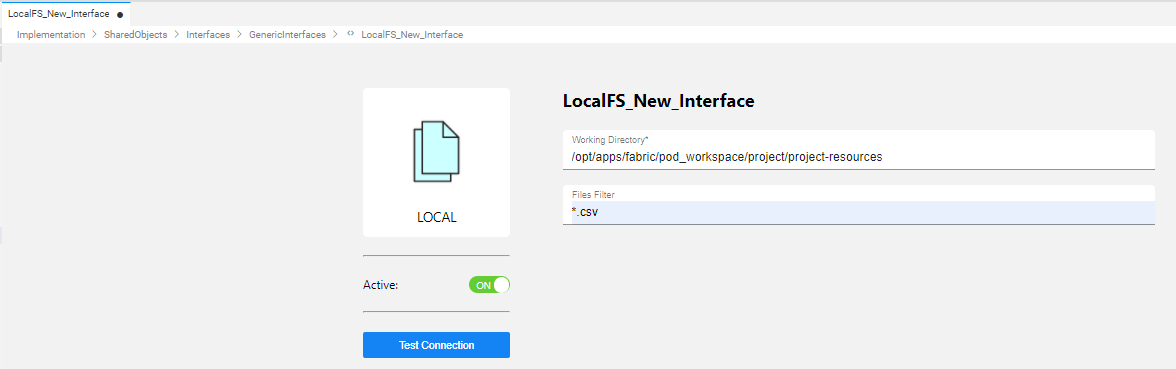 LocalFS_New_Interface
Implementation > SharedObjects > Interfaces > GenericInterfaces > <> LocalFS_New_Interface
LocalFS_New_Interface
Working Directory*
/opt/apps/fabric/pod_workspace/project/project-resources
Files Filter
*.csv
LOCAL
Active:
ON
Test Connection